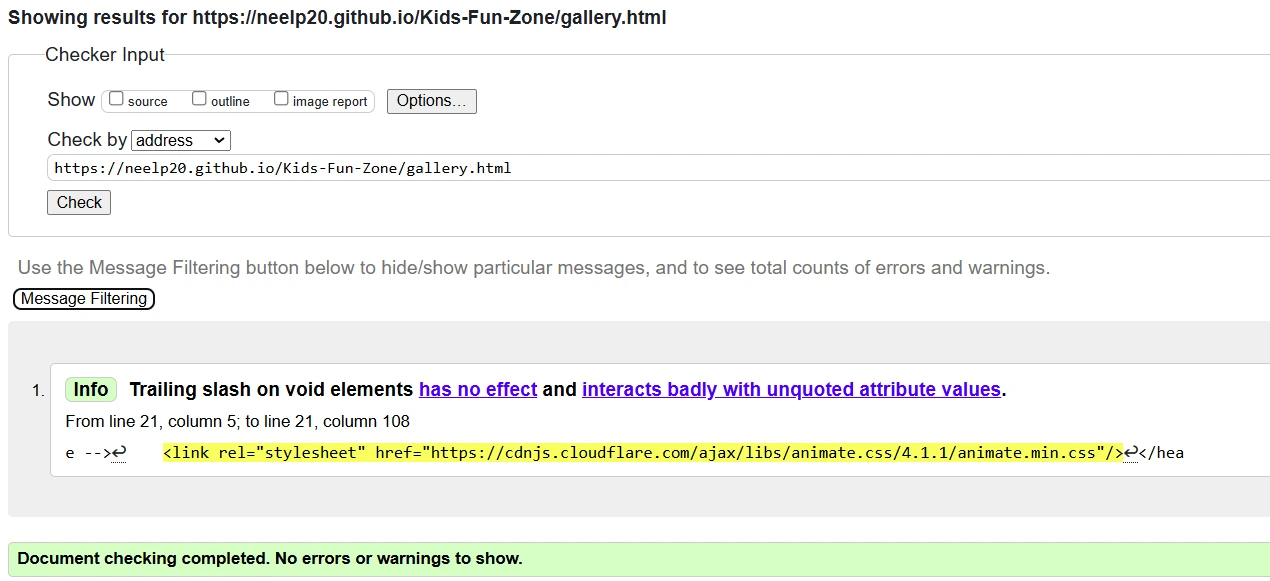 Showing results for https://neelp20.github.io/Kids-Fun-Zone/gallery.html
Checker Input
Show source outline image report Options...
Check by address
https://neelp20.github.io/Kids-Fun-Zone/gallery.html
Check
Use the Message Filtering button below to hide/show particular messages, and to see total counts of errors and warnings.
Message Filtering
1. Info Trailing slash on void elements has no effect and interacts badly with unquoted attribute values.
From line 21, column 5; to line 21, column 108
e -->↩ <link rel="stylesheet" href="https://cdnjs.cloudflare.com/ajax/libs/animate.css/4.1.1/animate.min.css"/>↩</hea
Document checking completed. No errors or warnings to show.